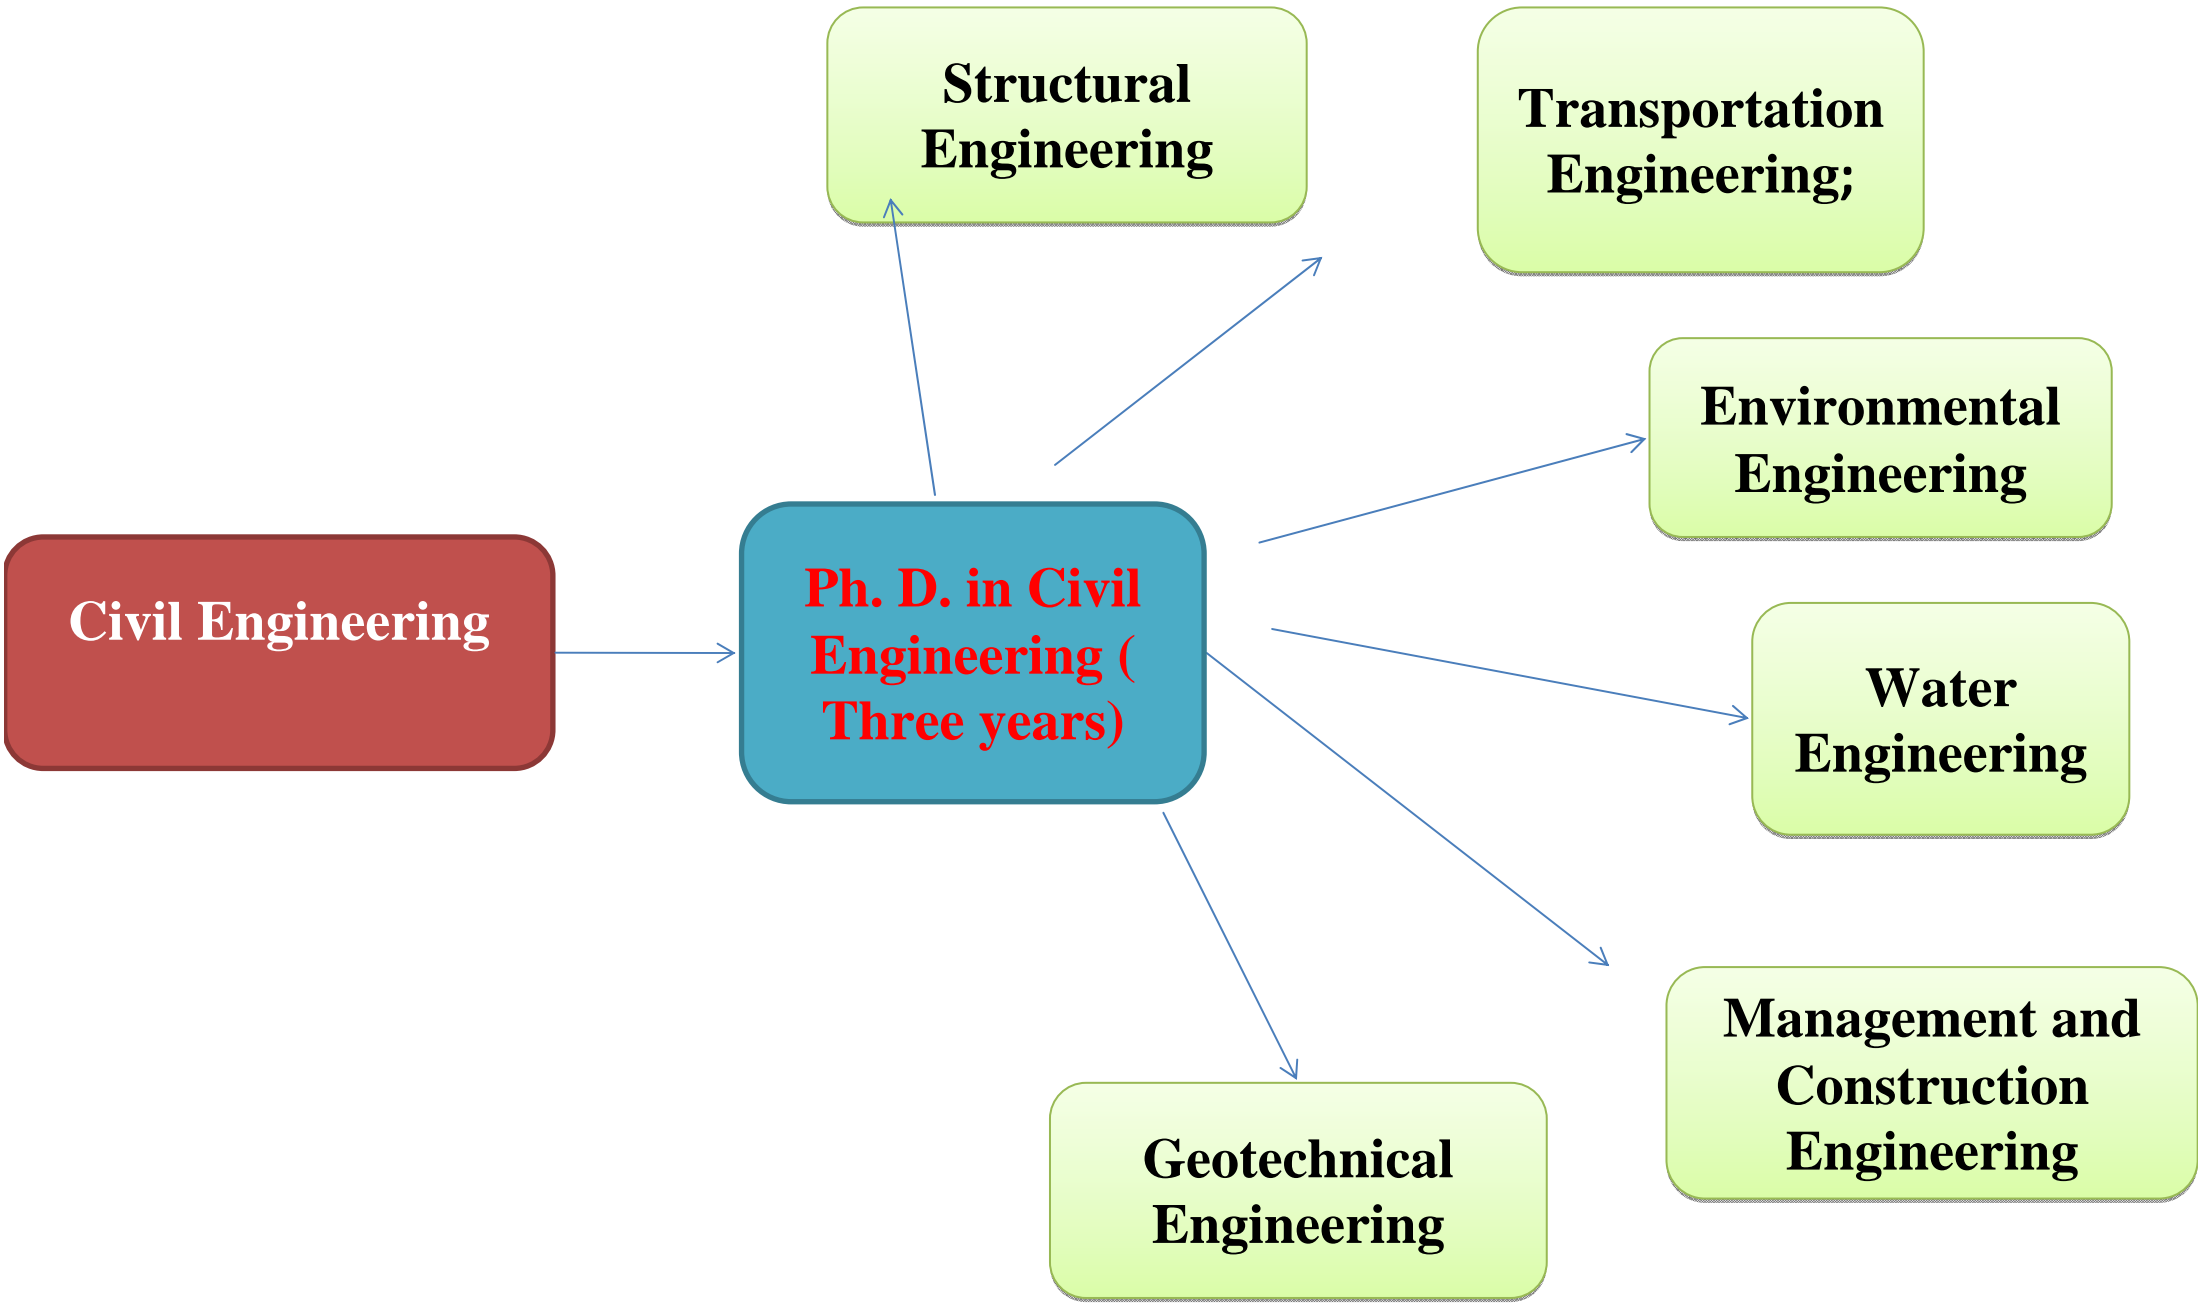 Structural
Engineering
Transportation
Engineering;
Environmental
Engineering
Civil Engineering
Ph. D. in Civil
Engineering (
Three years)
Water
Engineering
Management and
Construction
Engineering
Geotechnical
Engineering